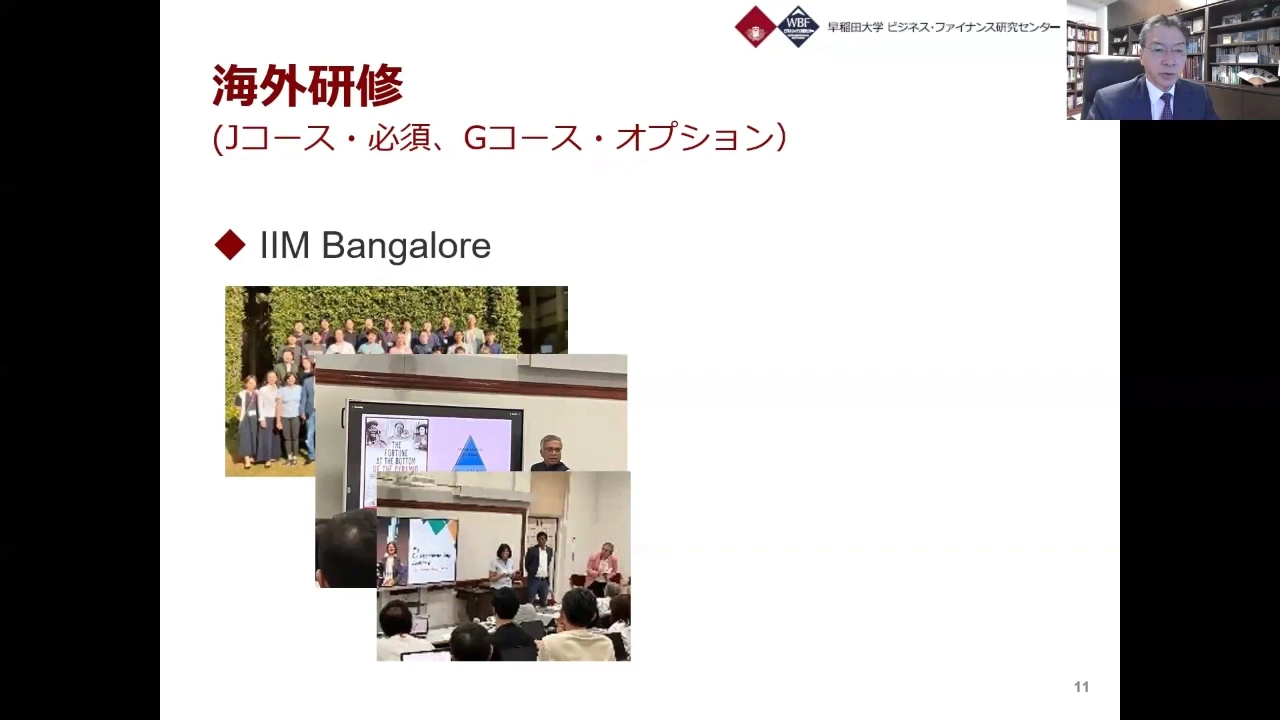 WBF
早稲田大学 ビジネス・ファイナンス研究センター
海外研修
(Jコース・必須、Gコース・オプション）
IIM Bangalore
THE
FORTUNE
AT THE BOTTOM
OF THE PYRAMID
11